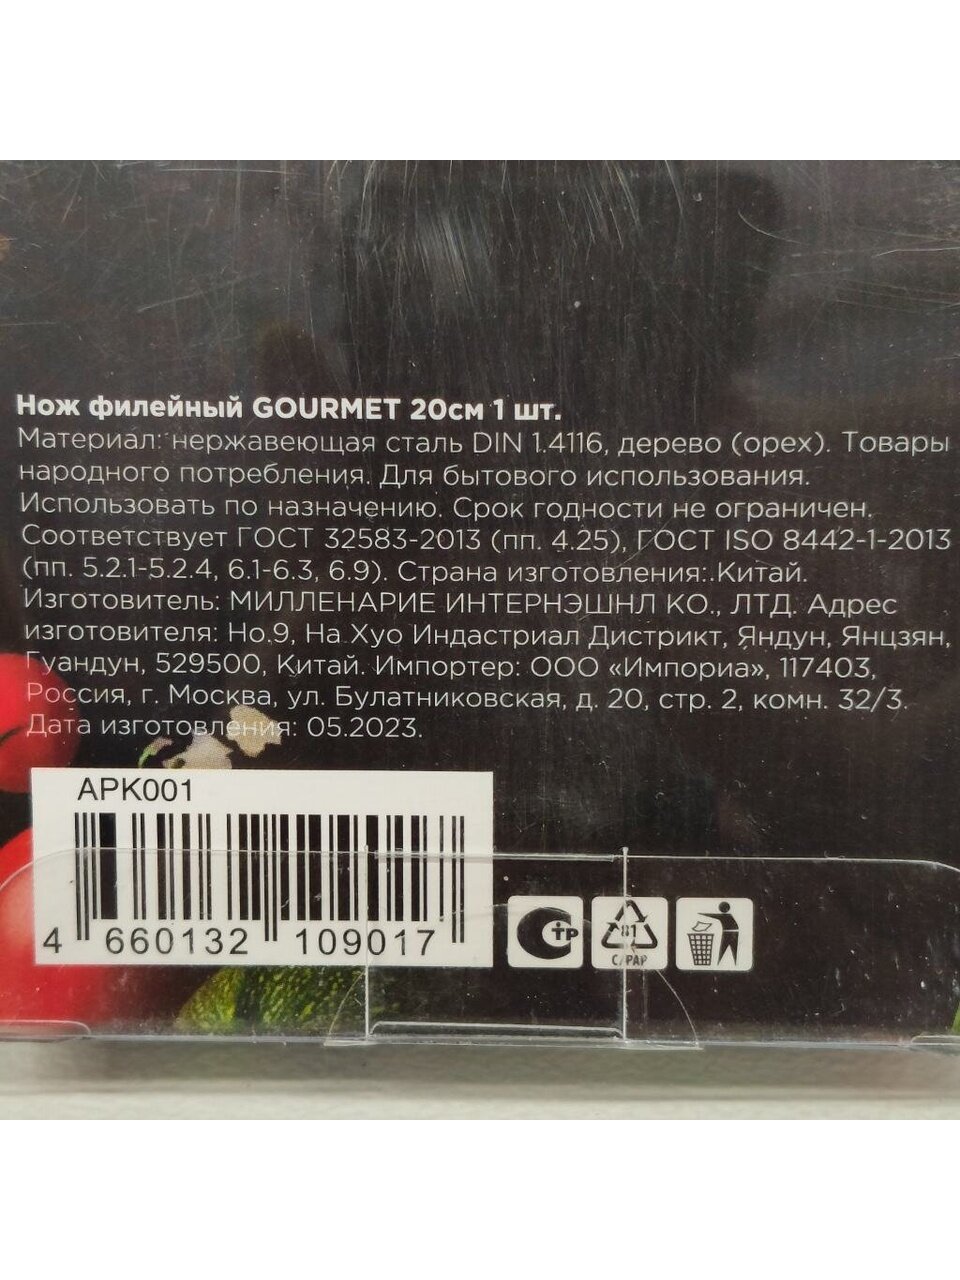 Нож филейный GOURMET 20см 1 шт.
Материал: нержавеющая сталь DIN 1.4116, дерево (орех). Товары
народного потребления. Для бытового использования.
Использовать по назначению. Срок годности не ограничен.
Соответствует ГОСТ 32583-2013 (пп. 4.25), ГОСТ ISO 8442-1-2013
(пп. 5.2.1-5.2.4, 6.1-6.3, 6.9). Страна изготовления: Китай.
Изготовитель: МИЛЛЕНАРИЕ ИНТЕРНЭШНЛ КО., ЛТД. Адрес
изготовителя: Но.9, На Хуо Индастриал Дистрикт, Яндун, Янцзян,
Гуандун, 529500, Китай. Импортер: ООО «Импориа», 117403,
Россия, г. Москва, ул. Булатниковская, д. 20, стр. 2, комн. 32/3.
Дата изготовления: 05.2023.
APK001
4 660132 109017
СТР
81
C/PAP